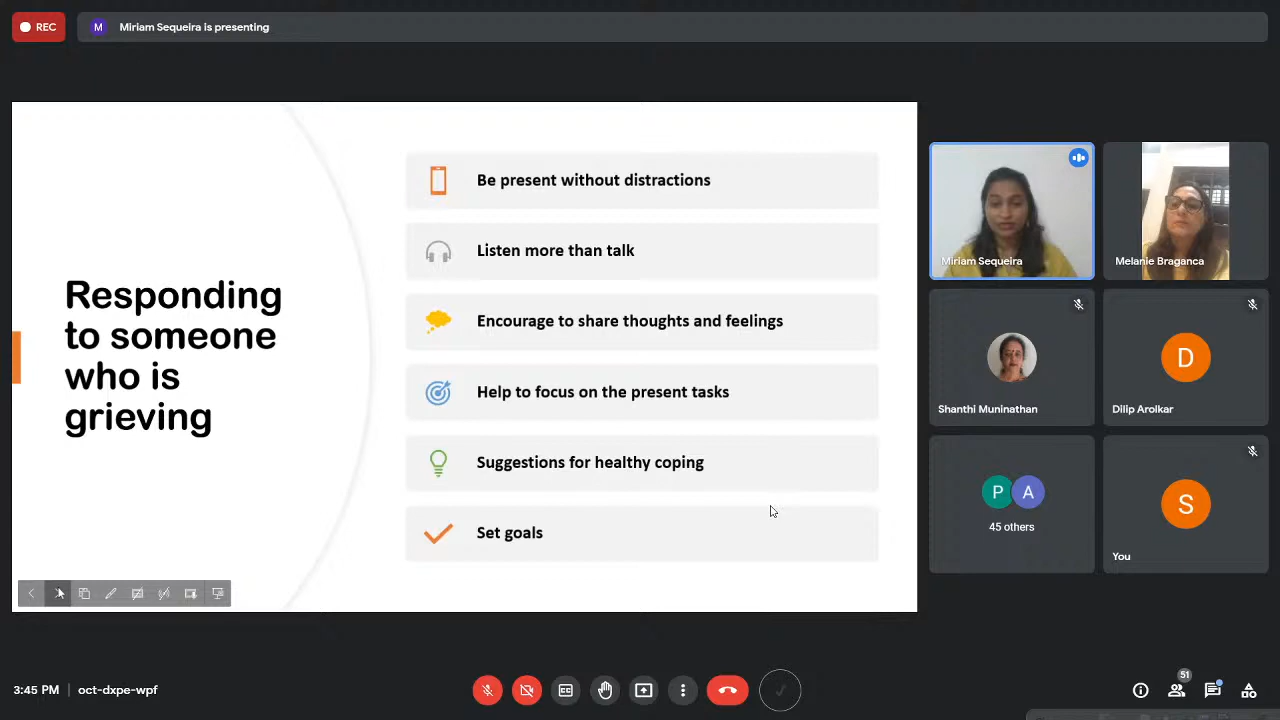 REC
M
Miriam Sequeira is presenting
Responding
to someone
who is
grieving
Be present without distractions
Listen more than talk
Encourage to share thoughts and feelings
Help to focus on the present tasks
Suggestions for healthy coping
Set goals
Miriam Sequeira
Melanie Braganca
Shanthi Muninathan
D
Dilip Arolkar
P A
45 others
S
You
3:45 PM | oct-dxpe-wpf
CC
51